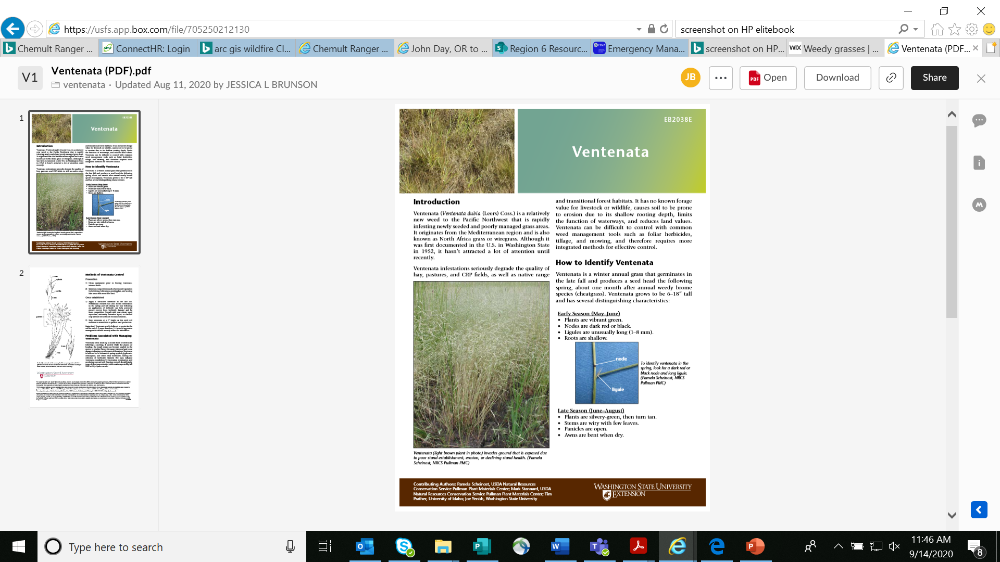 https://usfs.app.box.com/file/705250212130
screenshot on HP elitebook
Chemult Ranger ...
ConnectHR: Login
arc gis wildfire CI...
Chemult Ranger ...
John Day, OR to ...
Region 6 Resourc...
Emergency Mana...
screenshot on HP...
WIX Weedy grasses | ...
Ventenata (PDF...
V1
Ventenata (PDF).pdf
ventenata · Updated Aug 11, 2020 by JESSICA L BRUNSON
JB
PDF Open
Download
Share
1
2
EB2038E
Ventenata
Introduction
Ventenata (Ventenata dubia (Leers) Coss.) is a relatively
new weed to the Pacific Northwest that is rapidly
infesting newly seeded and poorly managed grass areas.
It originates from the Mediterranean region and is also
known as North Africa grass or wiregrass. Although it
was first documented in the U.S. in Washington State
in 1952, it hasn't attracted a lot of attention until
recently.
Ventenata infestations seriously degrade the quality of
hay, pastures, and CRP fields, as well as native range
Ventenata (light brown plant in photo) invades ground that is exposed due
to poor stand establishment, erosion, or declining stand health. (Pamela
Scheinost, NRCS Pullman PMC)
and transitional forest habitats. It has no known forage
value for livestock or wildlife, causes soil to be prone
to erosion due to its shallow rooting depth, limits
the function of waterways, and reduces land values.
Ventenata can be difficult to control with common
weed management tools such as foliar herbicides,
tillage, and mowing, and therefore requires more
integrated methods for effective control.
How to Identify Ventenata
Ventenata is a winter annual grass that germinates in
the late fall and produces a seed head the following
spring, about one month after annual weedy brome
species (cheatgrass). Ventenata grows to be 6–18" tall
and has several distinguishing characteristics:
Early Season (May–June)
• Plants are vibrant green.
• Nodes are dark red or black.
• Ligules are unusually long (1–8 mm).
• Roots are shallow.
node
ligule
To identify ventenata in the
spring, look for a dark red or
black node and long ligule.
(Pamela Scheinost, NRCS
Pullman PMC)
Late Season (June–August)
• Plants are silvery-green, then turn tan.
• Stems are wiry with few leaves.
• Panicles are open.
• Awns are bent when dry.
Contributing Authors: Pamela Scheinost, USDA Natural Resources
Conservation Service Pullman Plant Materials Center; Mark Stannard, USDA
Natural Resources Conservation Service Pullman Plant Materials Center; Tim
Prather, University of Idaho; Joe Yenish, Washington State University
WASHINGTON STATE UNIVERSITY
EXTENSION
Type here to search
11:46 AM
9/14/2020
8